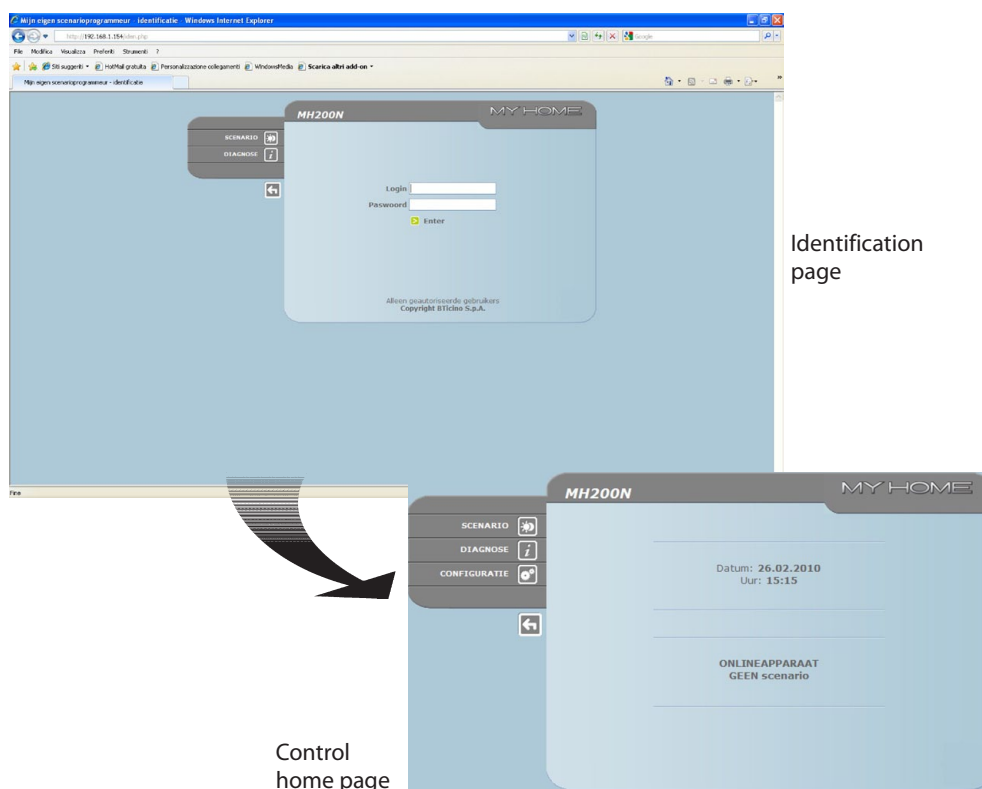 Mijn eigen scenarioprogrammeur - identificatie - Windows Internet Explorer
http://192.168.1.154/iden.php
Google
File Modifica Visualizza Preferiti Strumenti ?
Siti suggeriti HotMail gratuita Personalizzazione collegamenti WindowsMedia Scarica altri add-on
Mijn eigen scenarioprogrammeur - identificatie
MH200N
MY HOME
SCENARIO
DIAGNOSE
Login
Paswoord
Enter
Alleen geautoriseerde gebruikers
Copyright BTicino S.p.A.
Fine
Identification
page
MH200N
MY HOME
SCENARIO
DIAGNOSE
CONFIGURATIE
Datum: 26.02.2010
Uur: 15:15
ONLINEAPPARAAT
GEEN scenario
Control
home page